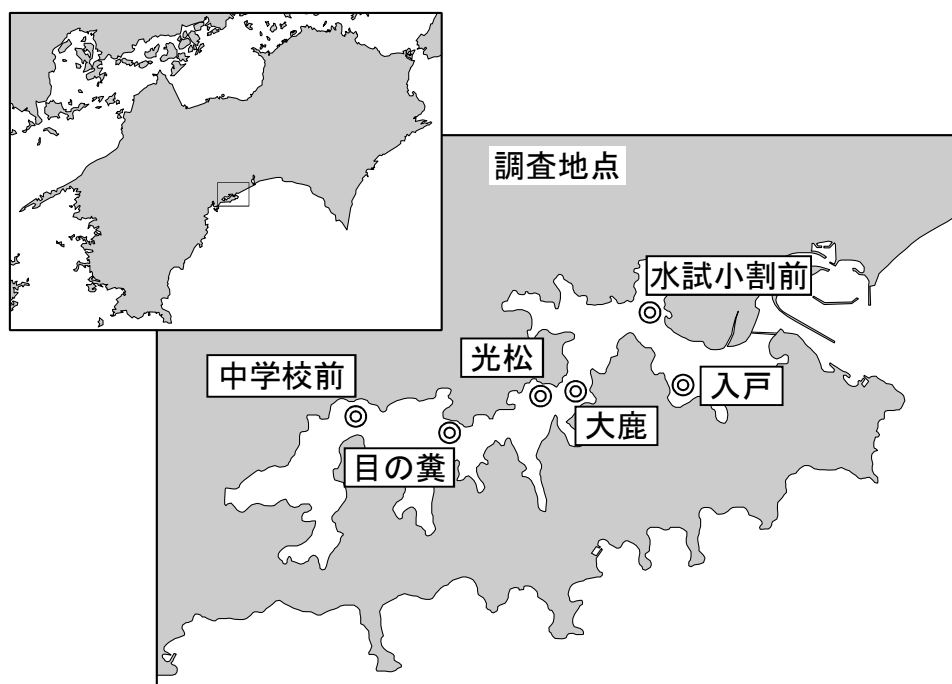 調査地点
水試小割前
光松
中学校前
入戸
大鹿
目の糞